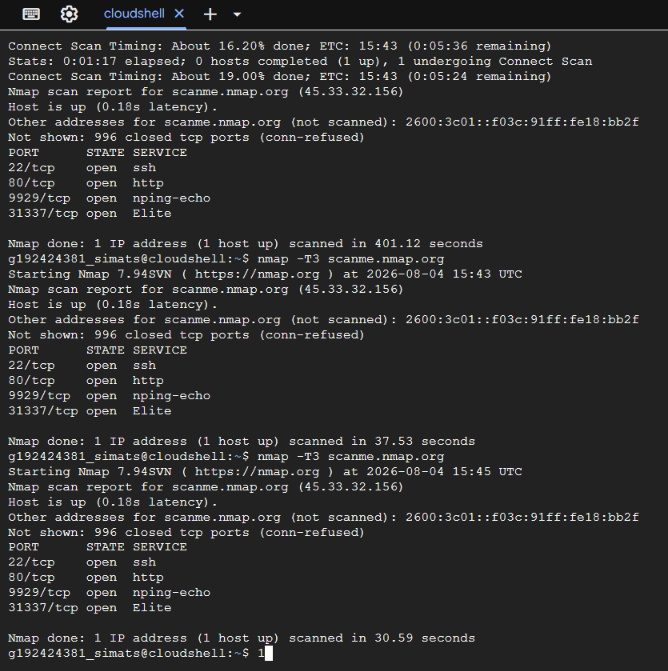 cloudshell
Connect Scan Timing: About 16.20% done; ETC: 15:43 (0:05:36 remaining)
Stats: 0:01:17 elapsed; 0 hosts completed (1 up), 1 undergoing Connect Scan
Connect Scan Timing: About 19.00% done; ETC: 15:43 (0:05:24 remaining)
Nmap scan report for scanme.nmap.org (45.33.32.156)
Host is up (0.18s latency).
Other addresses for scanme.nmap.org (not scanned): 2600:3c01::f03c:91ff:fe18:bb2f
Not shown: 996 closed tcp ports (conn-refused)
PORT      STATE SERVICE
22/tcp    open  ssh
80/tcp    open  http
9929/tcp  open  nping-echo
31337/tcp open  Elite

Nmap done: 1 IP address (1 host up) scanned in 401.12 seconds
g192424381_simats@cloudshell:~$ nmap -T3 scanme.nmap.org
Starting Nmap 7.94SVN ( https://nmap.org ) at 2026-08-04 15:43 UTC
Nmap scan report for scanme.nmap.org (45.33.32.156)
Host is up (0.18s latency).
Other addresses for scanme.nmap.org (not scanned): 2600:3c01::f03c:91ff:fe18:bb2f
Not shown: 996 closed tcp ports (conn-refused)
PORT      STATE SERVICE
22/tcp    open  ssh
80/tcp    open  http
9929/tcp  open  nping-echo
31337/tcp open  Elite

Nmap done: 1 IP address (1 host up) scanned in 37.53 seconds
g192424381_simats@cloudshell:~$ nmap -T3 scanme.nmap.org
Starting Nmap 7.94SVN ( https://nmap.org ) at 2026-08-04 15:45 UTC
Nmap scan report for scanme.nmap.org (45.33.32.156)
Host is up (0.18s latency).
Other addresses for scanme.nmap.org (not scanned): 2600:3c01::f03c:91ff:fe18:bb2f
Not shown: 996 closed tcp ports (conn-refused)
PORT      STATE SERVICE
22/tcp    open  ssh
80/tcp    open  http
9929/tcp  open  nping-echo
31337/tcp open  Elite

Nmap done: 1 IP address (1 host up) scanned in 30.59 seconds
g192424381_simats@cloudshell:~$ 1